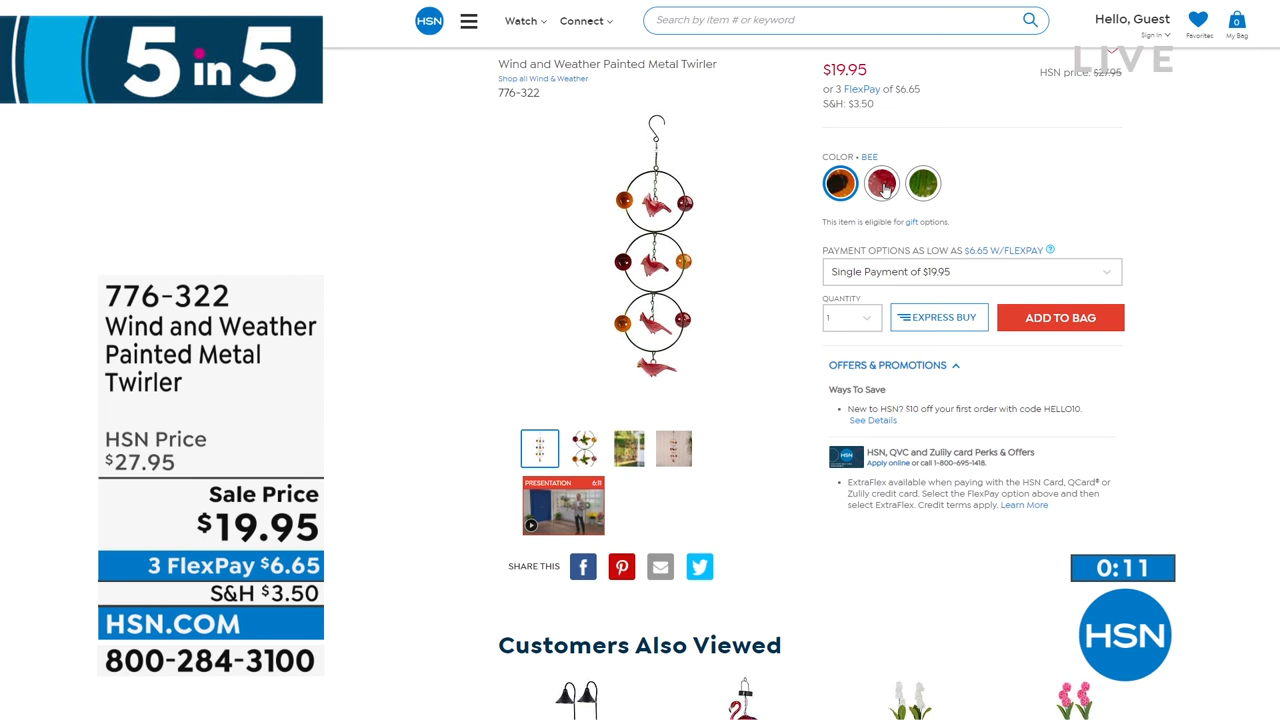 5 in 5
HSN
Watch
Connect
Search by item # or keyword
Hello, Guest
Sign in
Favorites
0
My Bag
LIVE
Wind and Weather Painted Metal Twirler
Shop all Wind & Weather
776-322
$19.95
HSN price: $27.95
or 3 FlexPay of $6.65
S&H: $3.50
COLOR • BEE
This item is eligible for gift options.
PAYMENT OPTIONS AS LOW AS $6.65 W/FLEXPAY ?
Single Payment of $19.95
QUANTITY
1
EXPRESS BUY
ADD TO BAG
OFFERS & PROMOTIONS
Ways To Save
• New to HSN? $10 off your first order with code HELLO10.
See Details
HSN
HSN, QVC and Zulily card Perks & Offers
Apply online or call 1-800-695-1418.
• ExtraFlex available when paying with the HSN Card, QCard® or
Zulily credit card. Select the FlexPay option above and then
select ExtraFlex. Credit terms apply. Learn More
PRESENTATION 6:11
SHARE THIS
Customers Also Viewed
776-322
Wind and Weather
Painted Metal
Twirler
HSN Price
$27.95
Sale Price
$19.95
3 FlexPay $6.65
S&H $3.50
HSN.COM
800-284-3100
0:11
HSN